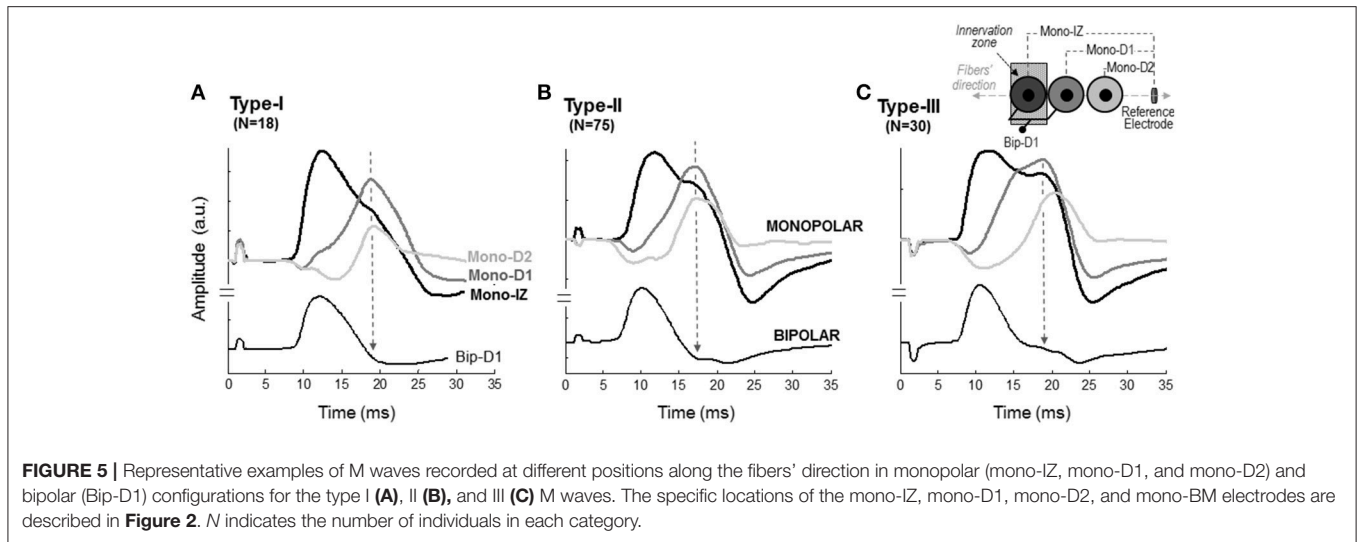 Innervation
zone
Mono-IZ
Mono-D1
Mono-D2
Fibers'
direction
Reference
Electrode
Bip-D1
A
Type-I
(N=18)
B
Type-II
(N=75)
C
Type-III
(N=30)
Amplitude (a.u.)
Mono-D2
Mono-D1
Mono-IZ
Bip-D1
MONOPOLAR
BIPOLAR
0 5 10 15 20 25 30 35
Time (ms)
0 5 10 15 20 25 30 35
Time (ms)
0 5 10 15 20 25 30 35
Time (ms)
FIGURE 5 | Representative examples of M waves recorded at different positions along the fibers' direction in monopolar (mono-IZ, mono-D1, and mono-D2) and
bipolar (Bip-D1) configurations for the type I (A), II (B), and III (C) M waves. The specific locations of the mono-IZ, mono-D1, mono-D2, and mono-BM electrodes are
described in Figure 2. N indicates the number of individuals in each category.